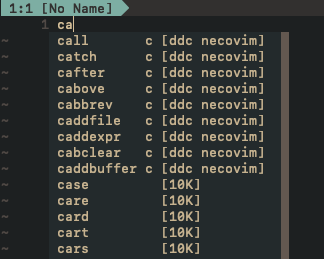 1:1 [No Name]
1 ca
~ call c [ddc necovim]
~ catch c [ddc necovim]
~ cafter c [ddc necovim]
~ cabove c [ddc necovim]
~ cabbrev c [ddc necovim]
~ caddfile c [ddc necovim]
~ caddexpr c [ddc necovim]
~ cabclear c [ddc necovim]
~ caddbuffer c [ddc necovim]
~ case [10K]
~ care [10K]
~ card [10K]
~ cart [10K]
~ cars [10K]